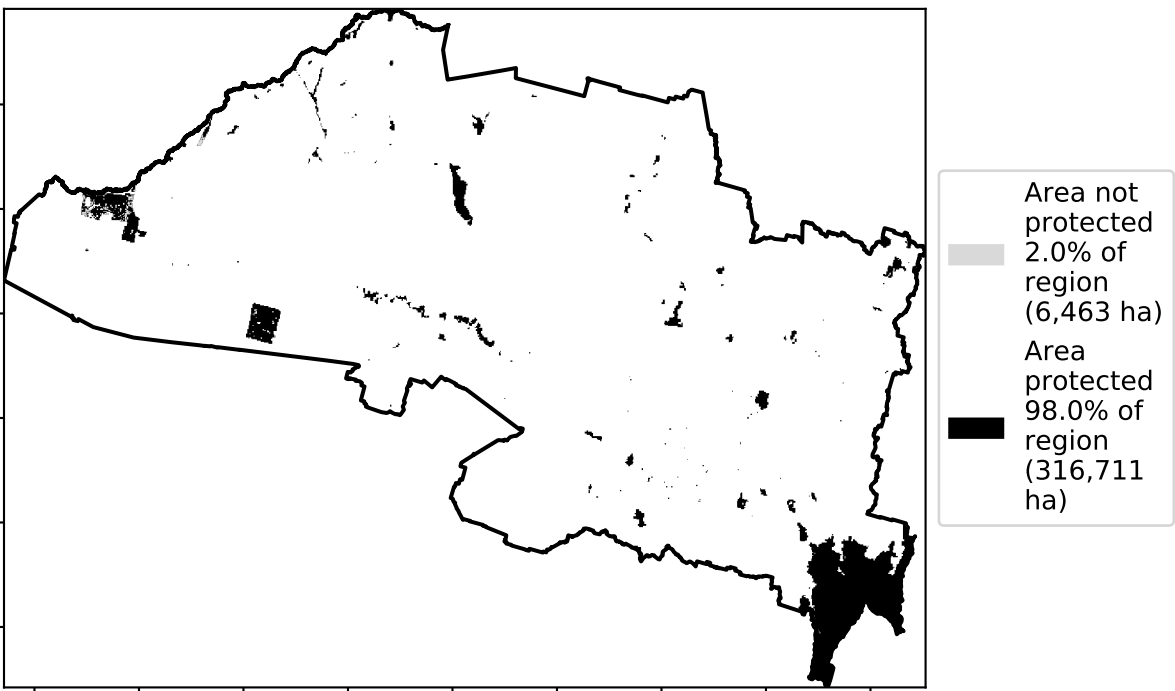 Area not
protected
2.0% of
region
(6,463 ha)
Area
protected
98.0% of
region
(316,711
ha)